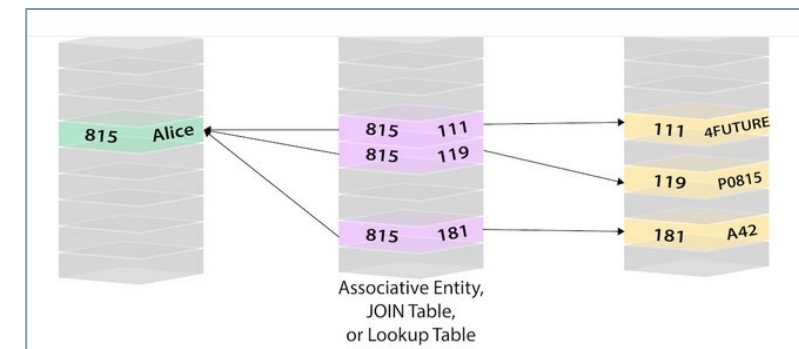 815 Alice
815 111
815 119
815 181
111 4FUTURE
119 P0815
181 A42
Associative Entity,
JOIN Table,
or Lookup Table